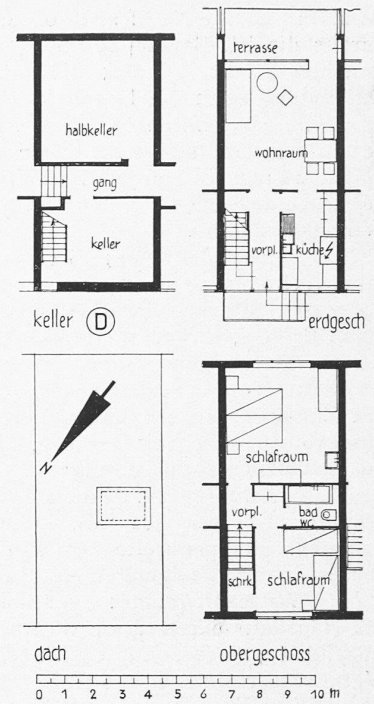 terrasse
halbkeller
wohnraum
gang
keller
vorpl.
küche
keller D
erdgesch
N
schlafraum
vorpl.
bad
wc.
schrk.
schlafraum
dach
obergeschoss
0 1 2 3 4 5 6 7 8 9 10 m